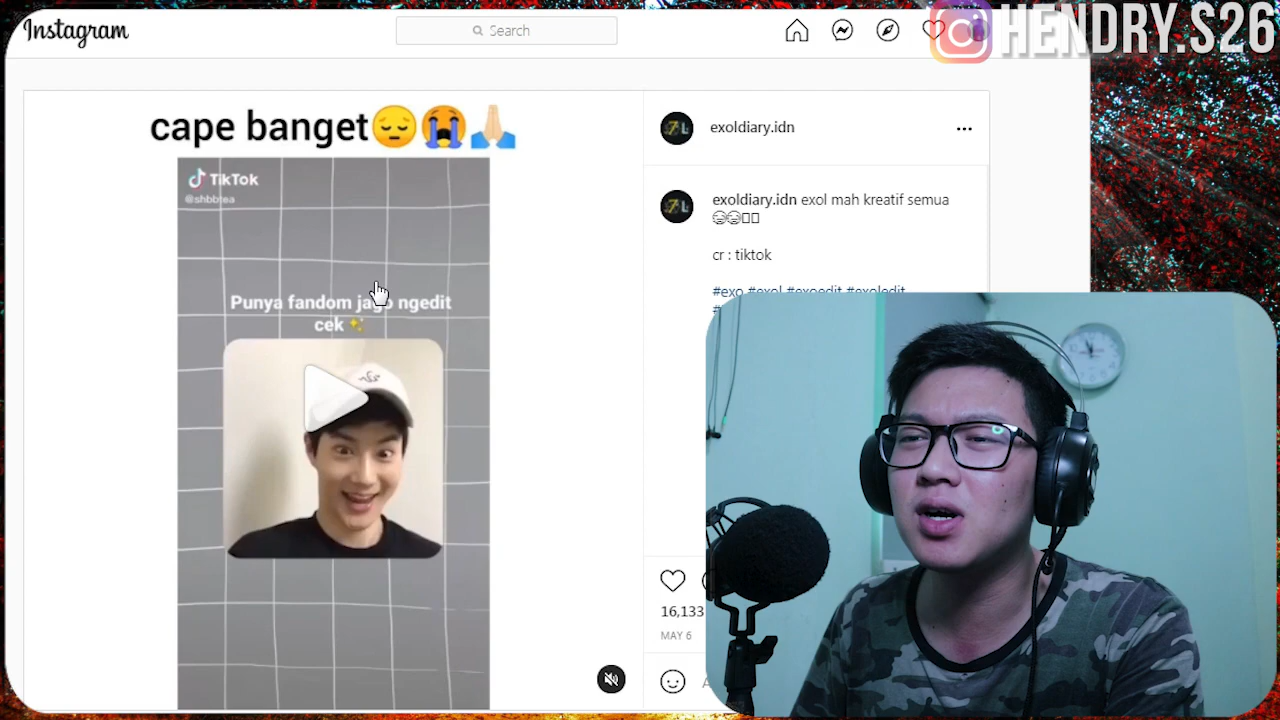 Instagram
Search
HENDRY.S26
cape banget😔😭🙏🏻
TikTok
@shbbtea
Punya fandom jago ngedit
cek ✨
exoldiary.idn
exoldiary.idn exol mah kreatif semua
cr : tiktok
#exo #exol #exoedit #exoledit
16,133
MAY 6